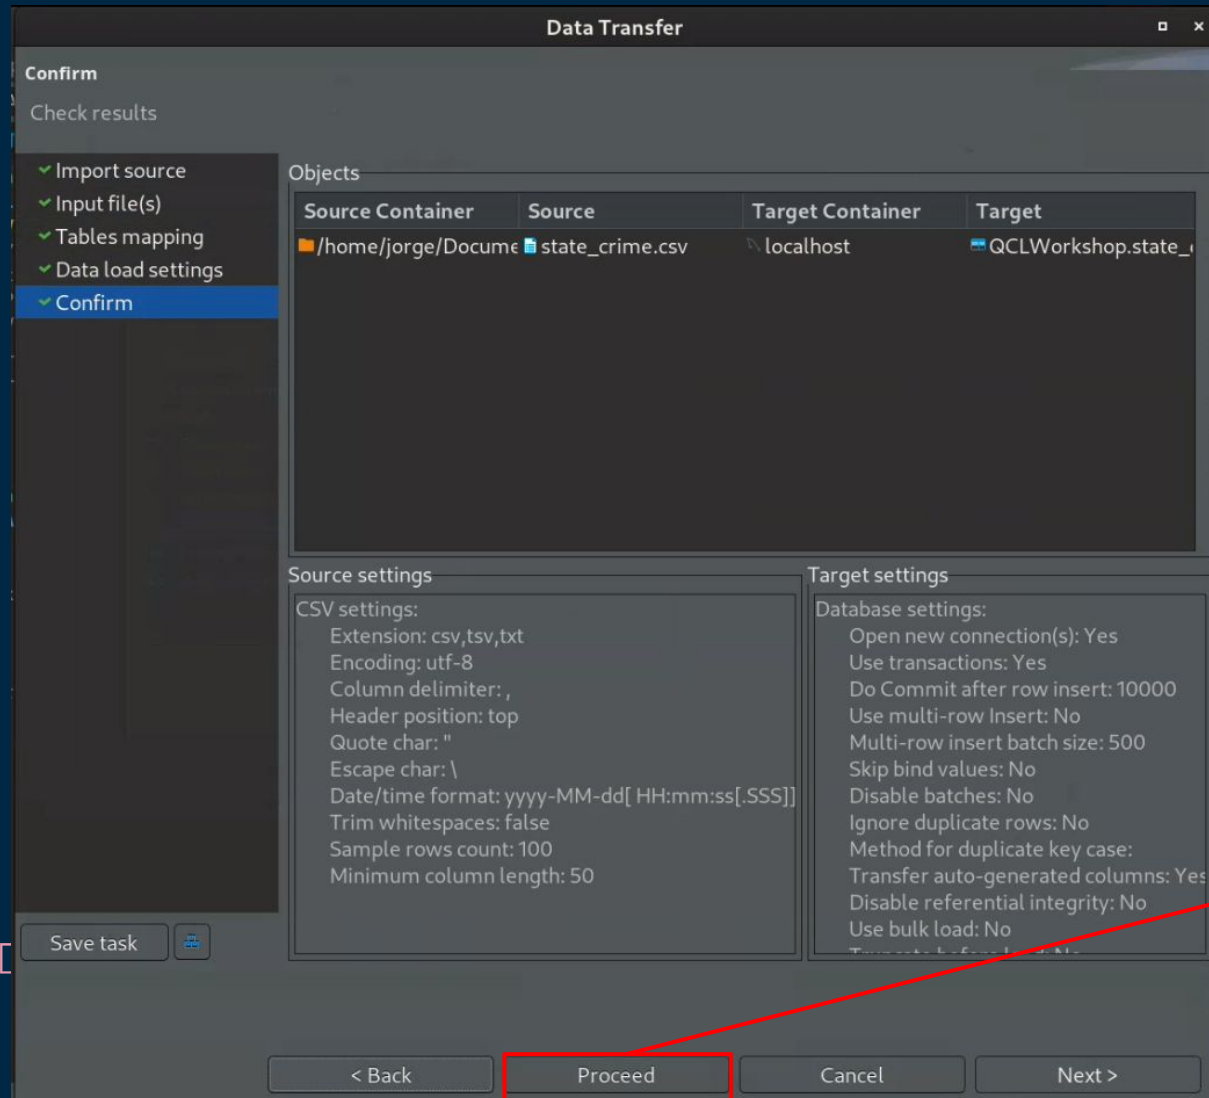 Data Transfer
Confirm
Check results
Import source
Input file(s)
Tables mapping
Data load settings
Confirm
Save task
Objects
Source Container Source Target Container Target
/home/jorge/Docume state_crime.csv localhost QCLWorkshop.state_
Source settings
CSV settings:
Extension: csv,tsv,txt
Encoding: utf-8
Column delimiter: ,
Header position: top
Quote char: "
Escape char: \
Date/time format: yyyy-MM-dd[ HH:mm:ss[.SSS]]
Trim whitespaces: false
Sample rows count: 100
Minimum column length: 50
Target settings
Database settings:
Open new connection(s): Yes
Use transactions: Yes
Do Commit after row insert: 10000
Use multi-row Insert: No
Multi-row insert batch size: 500
Skip bind values: No
Disable batches: No
Ignore duplicate rows: No
Method for duplicate key case:
Transfer auto-generated columns: Yes
Disable referential integrity: No
Use bulk load: No
< Back Proceed Cancel Next >